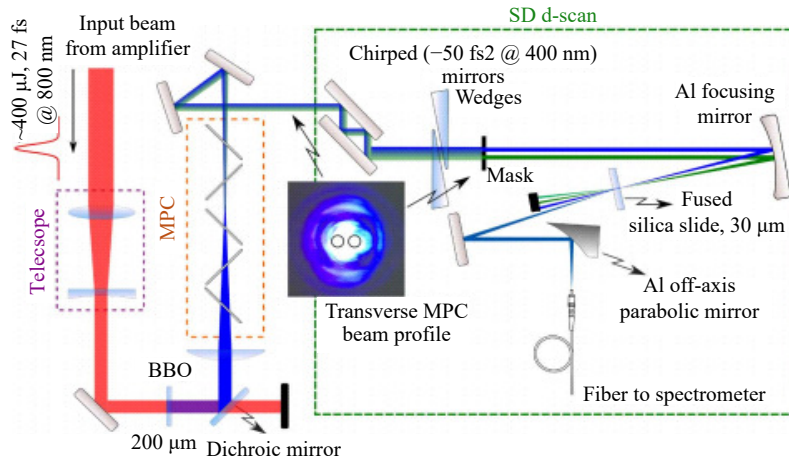 SD d-scan
Input beam
from amplifier
~400 μJ, 27 fs
@ 800 nm
Chirped (−50 fs2 @ 400 nm)
mirrors
Wedges
Al focusing
mirror
MPC
Mask
Telecsope
Fused
silica slide, 30 μm
Transverse MPC
beam profile
Al off-axis
parabolic mirror
BBO
Fiber to spectrometer
200 μm
Dichroic mirror